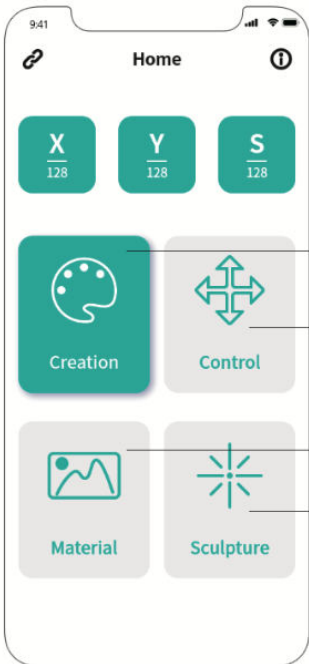 9:41
Home
X Y S
128 128 128
Creation Control
Material Sculpture